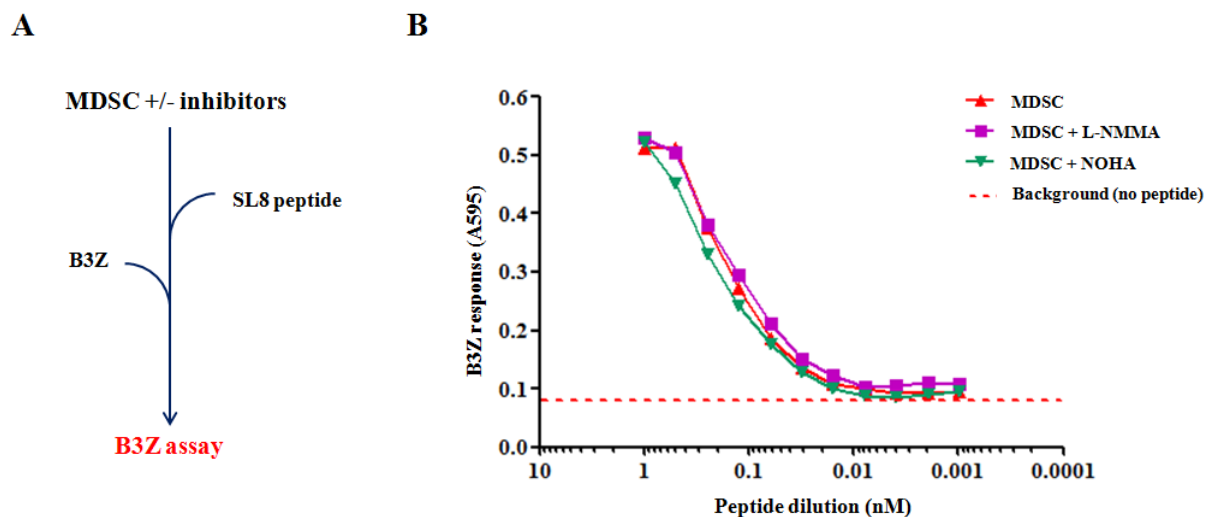 A
MDSC +/- inhibitors
SL8 peptide
B3Z
B3Z assay
B
B3Z response (A595)
0.6
0.5
0.4
0.3
0.2
0.1
0.0
10
1
0.1
0.01
0.001
0.0001
Peptide dilution (nM)
MDSC
MDSC + L-NMMA
MDSC + NOHA
Background (no peptide)